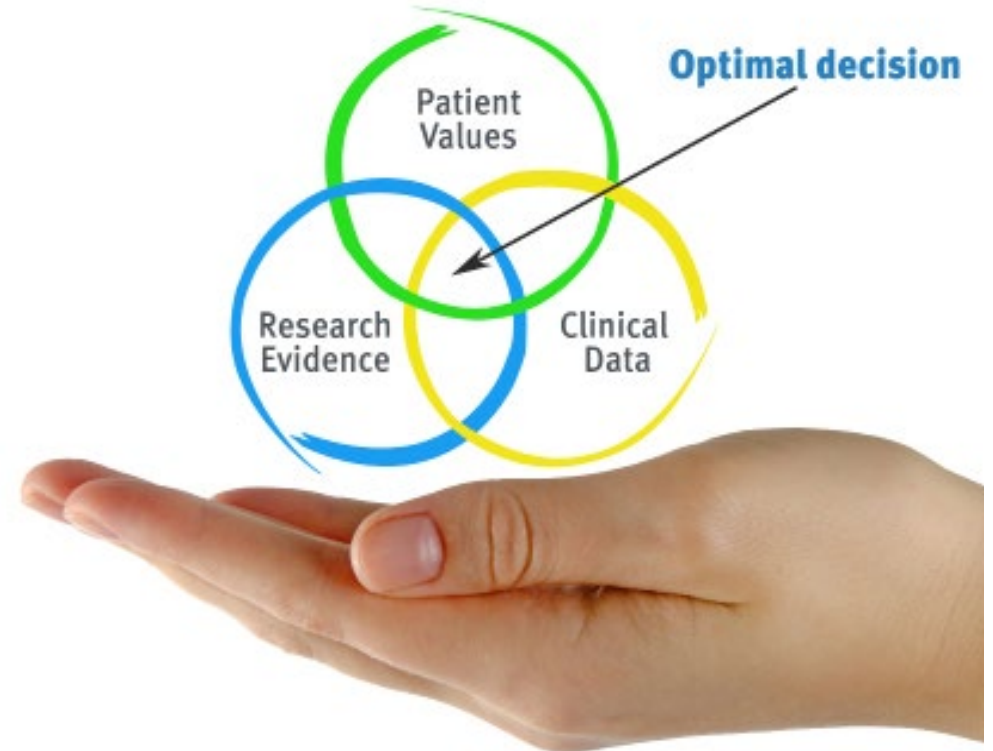 Optimal decision
Patient
Values
Research
Evidence
Clinical
Data